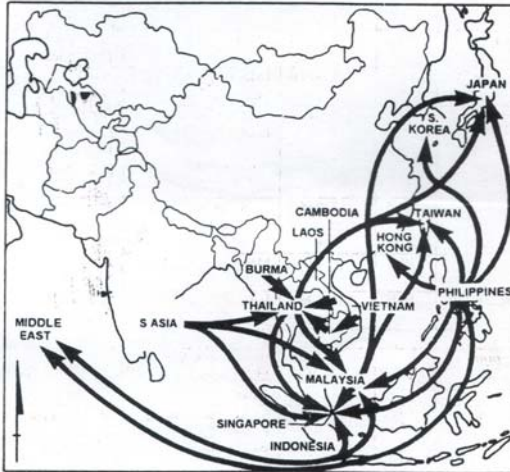 JAPAN
S.
KOREA
CAMBODIA
TAIWAN
LAOS
HONG
KONG
BURMA
PHILIPPINES
THAILAND
VIETNAM
MIDDLE
EAST
S ASIA
MALAYSIA
SINGAPORE
INDONESIA